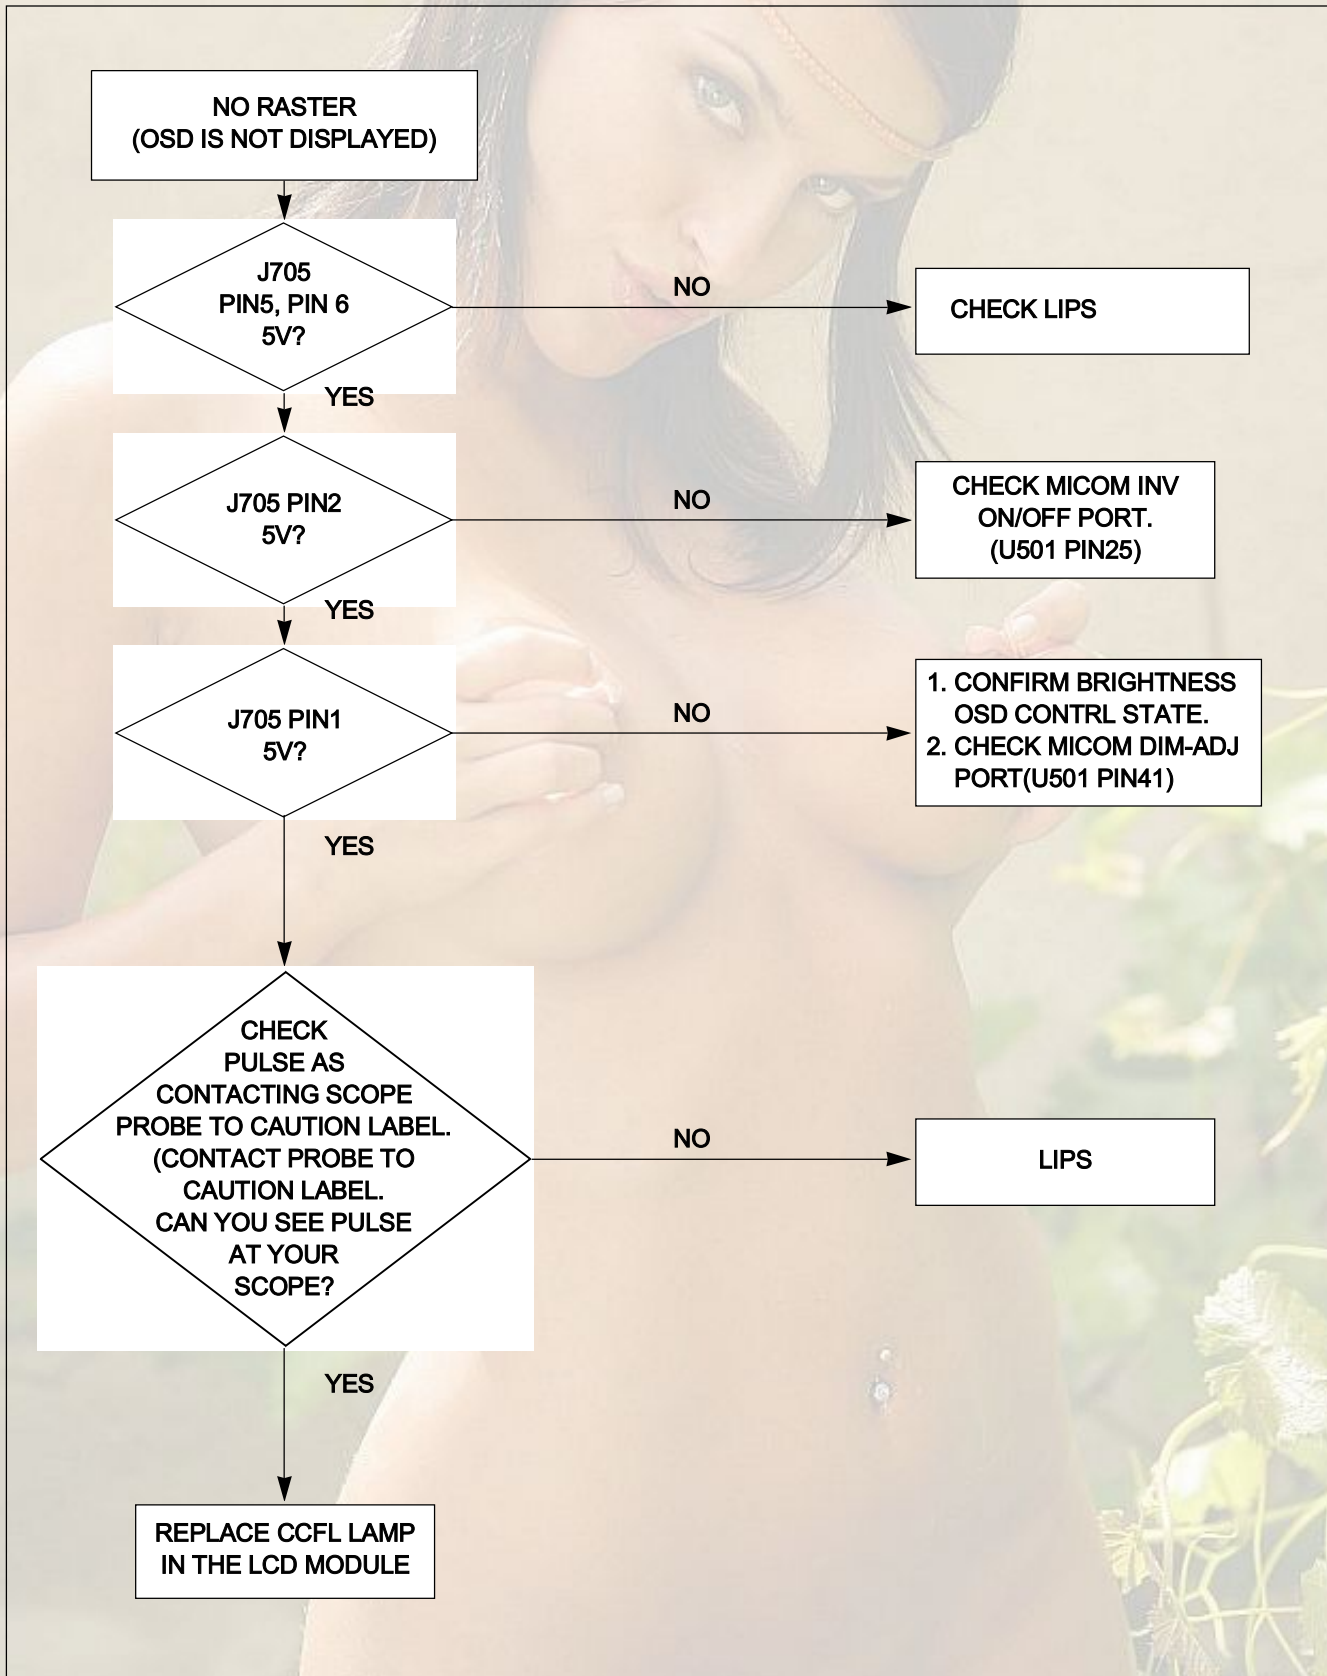 NO RASTER
(OSD IS NOT DISPLAYED)
J705
PIN5, PIN 6
5V?
NO
CHECK LIPS
YES
J705 PIN2
5V?
NO
CHECK MICOM INV
ON/OFF PORT.
(U501 PIN25)
YES
J705 PIN1
5V?
NO
1. CONFIRM BRIGHTNESS
OSD CONTRL STATE.
2. CHECK MICOM DIM-ADJ
PORT(U501 PIN41)
YES
CHECK
PULSE AS
CONTACTING SCOPE
PROBE TO CAUTION LABEL.
(CONTACT PROBE TO
CAUTION LABEL.
CAN YOU SEE PULSE
AT YOUR
SCOPE?
NO
LIPS
YES
REPLACE CCFL LAMP
IN THE LCD MODULE